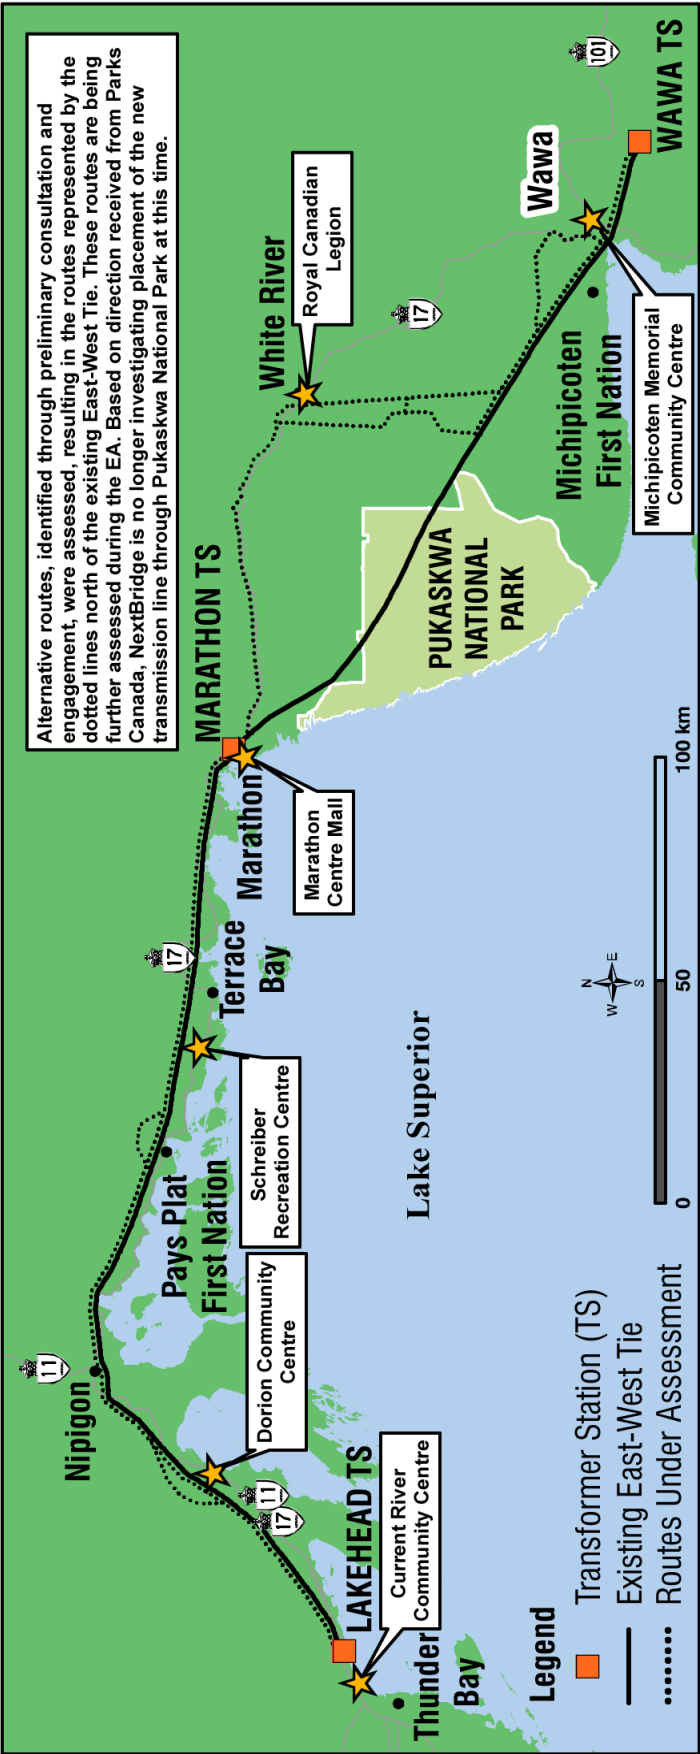 Alternative routes, identified through preliminary consultation and
engagement, were assessed, resulting in the routes represented by the
dotted lines north of the existing East-West Tie. These routes are being
further assessed during the EA. Based on direction received from Parks
Canada, NextBridge is no longer investigating placement of the new
transmission line through Pukaskwa National Park at this time.
11
Nipigon
Dorion Community
Centre
11
17
LAKEHEAD TS
Current River
Community Centre
Thunder
Bay
Pays Plat
First Nation
Schreiber
Recreation Centre
17
Terrace
Bay
MARATHON TS
Marathon
Marathon
Centre Mall
White River
Royal Canadian
Legion
17
PUKASKWA
NATIONAL
PARK
Michipicoten
First Nation
Wawa
101
WAWA TS
Michipicoten Memorial
Community Centre
Lake Superior
N
W
E
S
0
50
100 km
Legend
Transformer Station (TS)
Existing East-West Tie
Routes Under Assessment